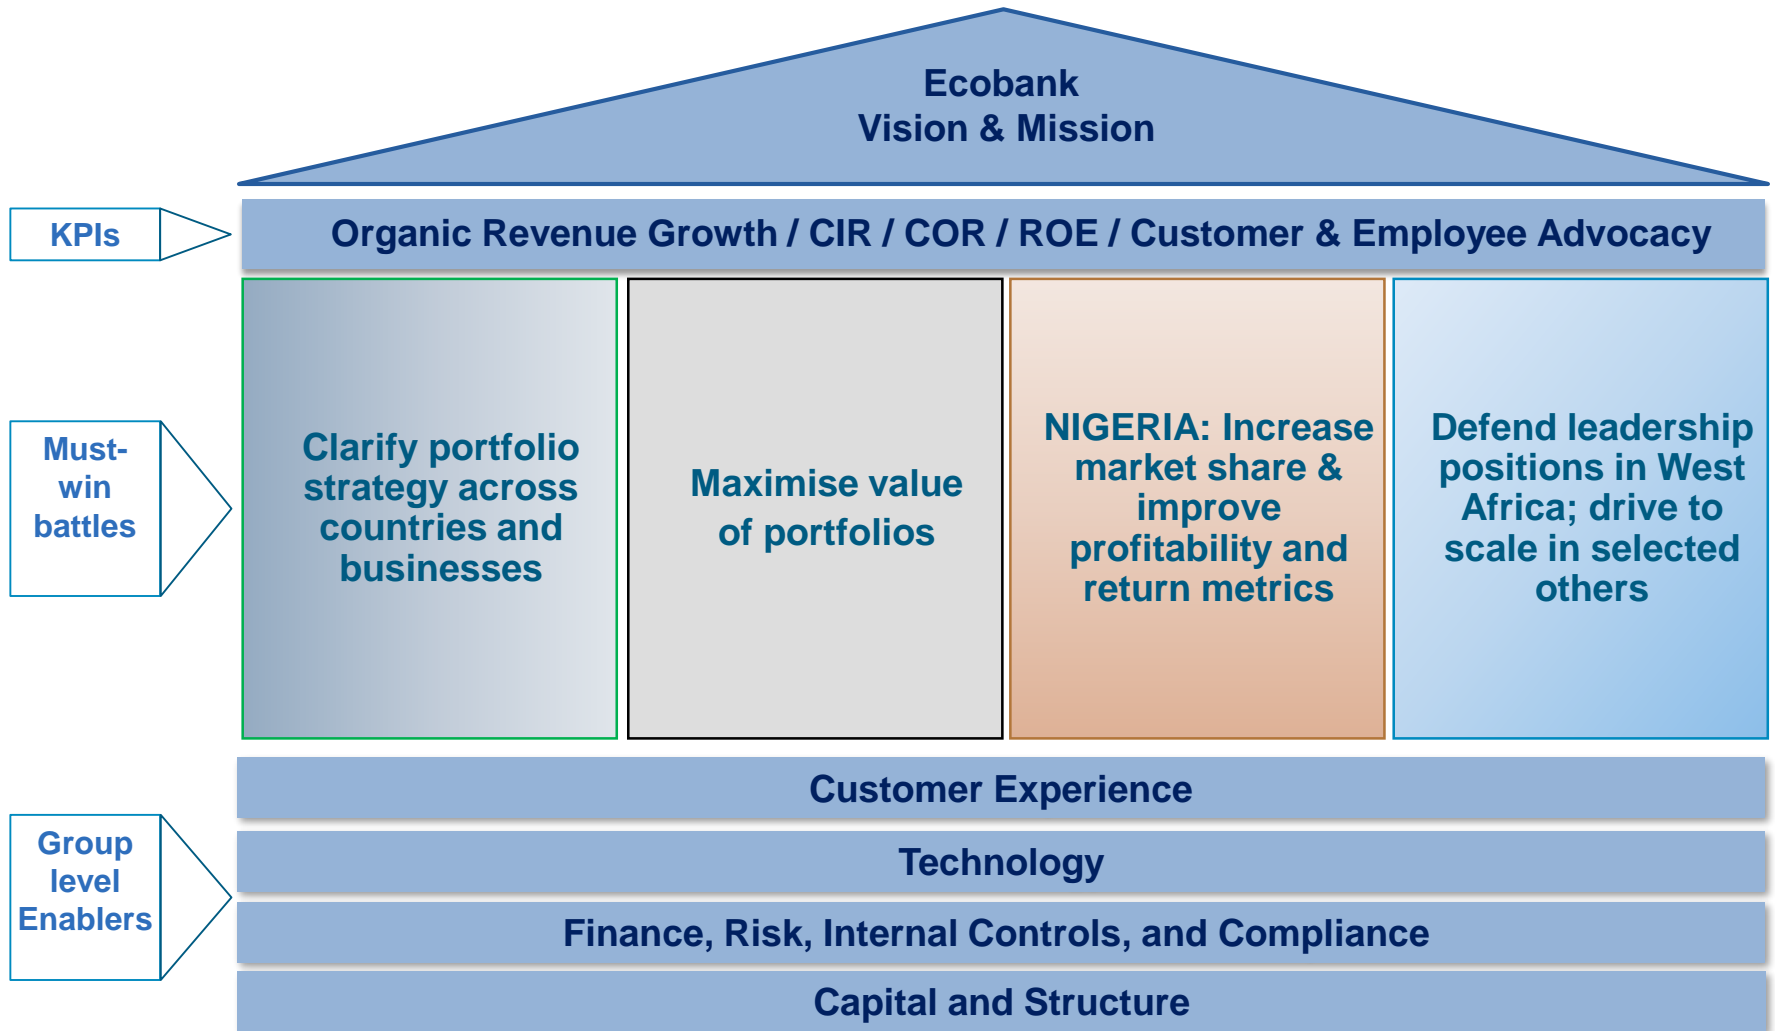 Ecobank
Vision & Mission
KPIs
Organic Revenue Growth / CIR / COR / ROE / Customer & Employee Advocacy
Must-
win
battles
Clarify portfolio
strategy across
countries and
businesses
Maximise value
of portfolios
NIGERIA: Increase
market share &
improve
profitability and
return metrics
Defend leadership
positions in West
Africa; drive to
scale in selected
others
Group
level
Enablers
Customer Experience
Technology
Finance, Risk, Internal Controls, and Compliance
Capital and Structure